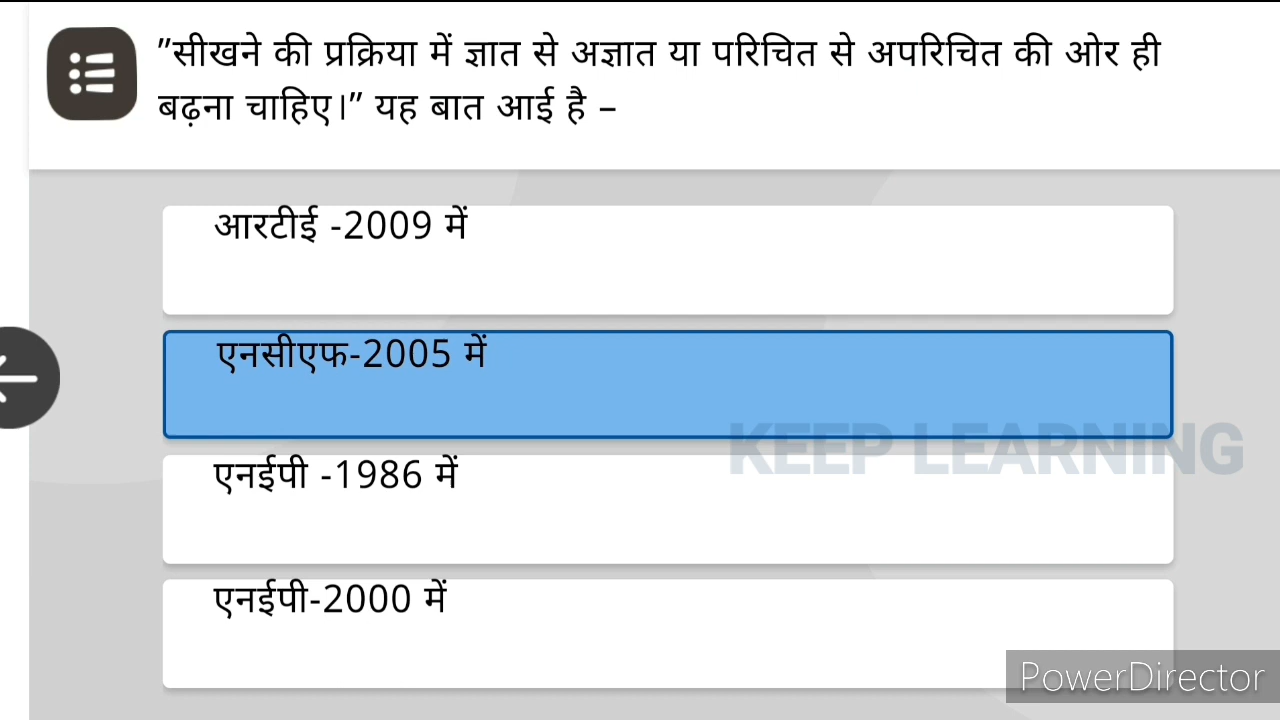 ”सीखने की प्रक्रिया में ज्ञात से अज्ञात या परिचित से अपरिचित की ओर ही
बढ़ना चाहिए।” यह बात आई है –
आरटीई -2009 में
एनसीएफ-2005 में
KEEP LEARNING
एनईपी -1986 में
एनईपी-2000 में
PowerDirector